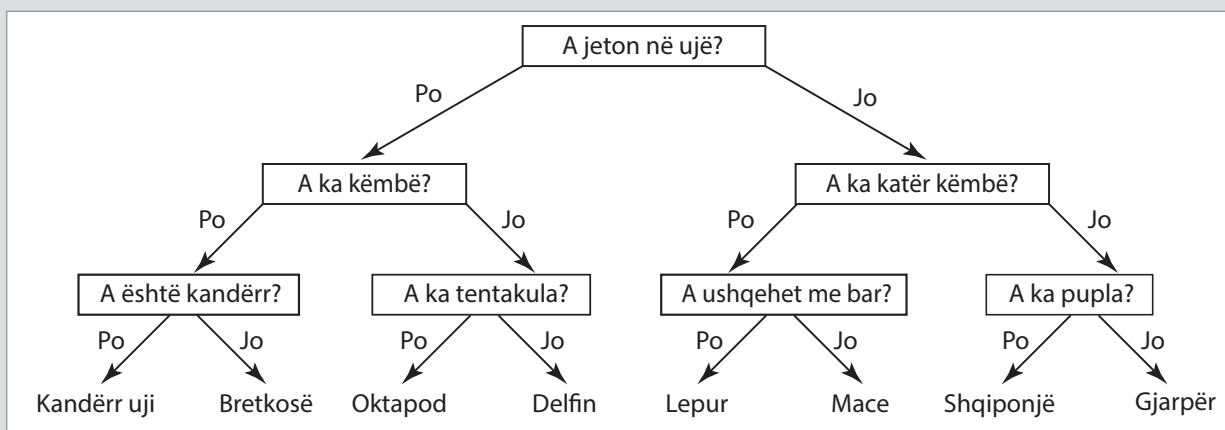 A jeton në ujë?
Po
Jo
A ka këmbë?
A ka katër këmbë?
Po
Jo
Po
Jo
A është kandërr?
A ka tentakula?
A ushqehet me bar?
A ka pupla?
Po
Jo
Po
Jo
Po
Jo
Po
Jo
Kandërr uji
Bretkosë
Oktapod
Delfin
Lepur
Mace
Shqiponjë
Gjarpër